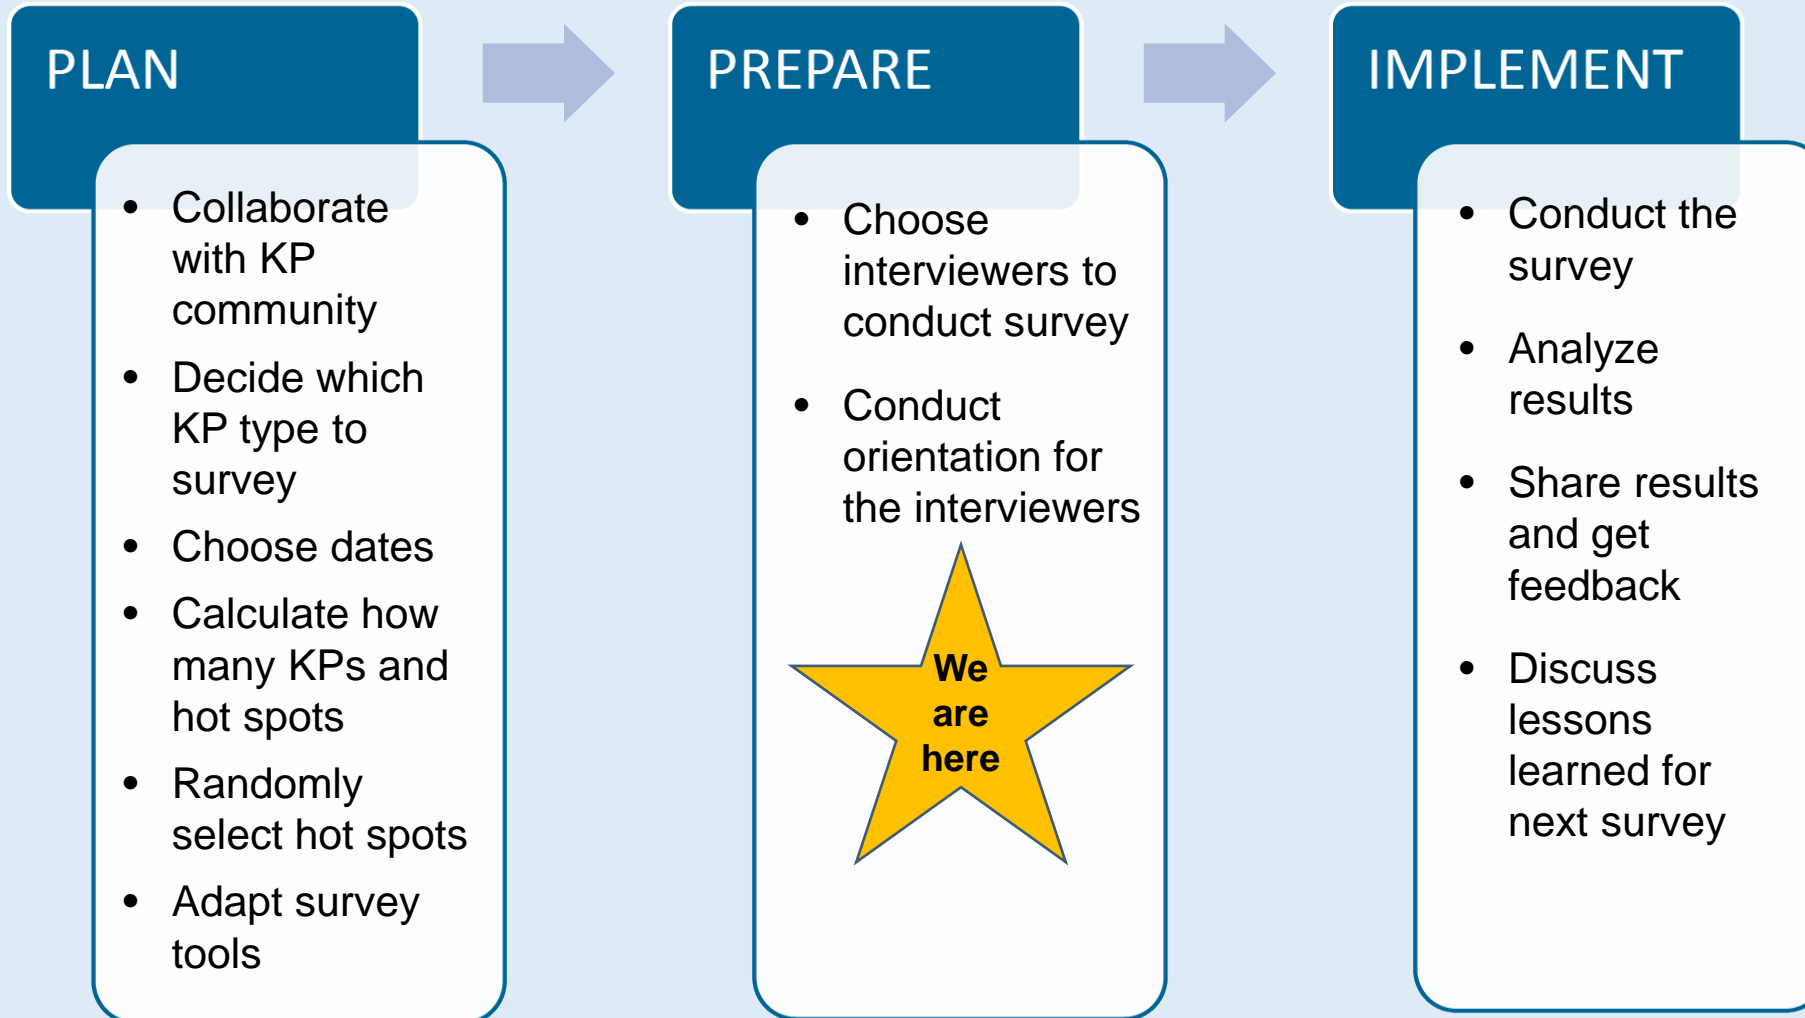 PLAN
• Collaborate
with KP
community
• Decide which
KP type to
survey
• Choose dates
• Calculate how
many KPs and
hot spots
• Randomly
select hot spots
• Adapt survey
tools
PREPARE
• Choose
interviewers to
conduct survey
• Conduct
orientation for
the interviewers
We
are
here
IMPLEMENT
• Conduct the
survey
• Analyze
results
• Share results
and get
feedback
• Discuss
lessons
learned for
next survey